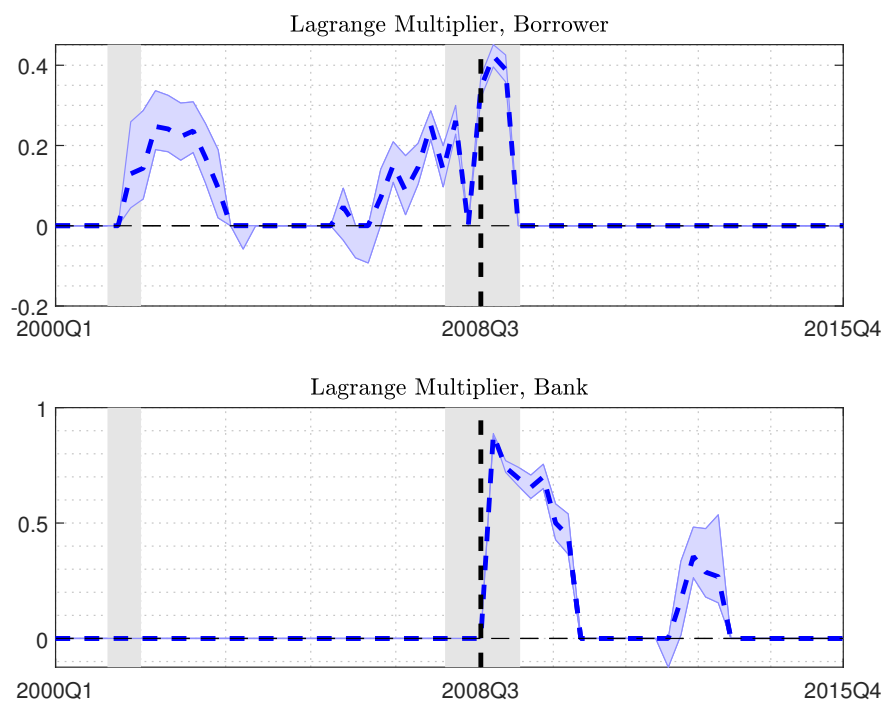 Lagrange Multiplier, Borrower
0.4
0.2
0
-0.2
2000Q1 2008Q3 2015Q4
Lagrange Multiplier, Bank
1
0.5
0
2000Q1 2008Q3 2015Q4